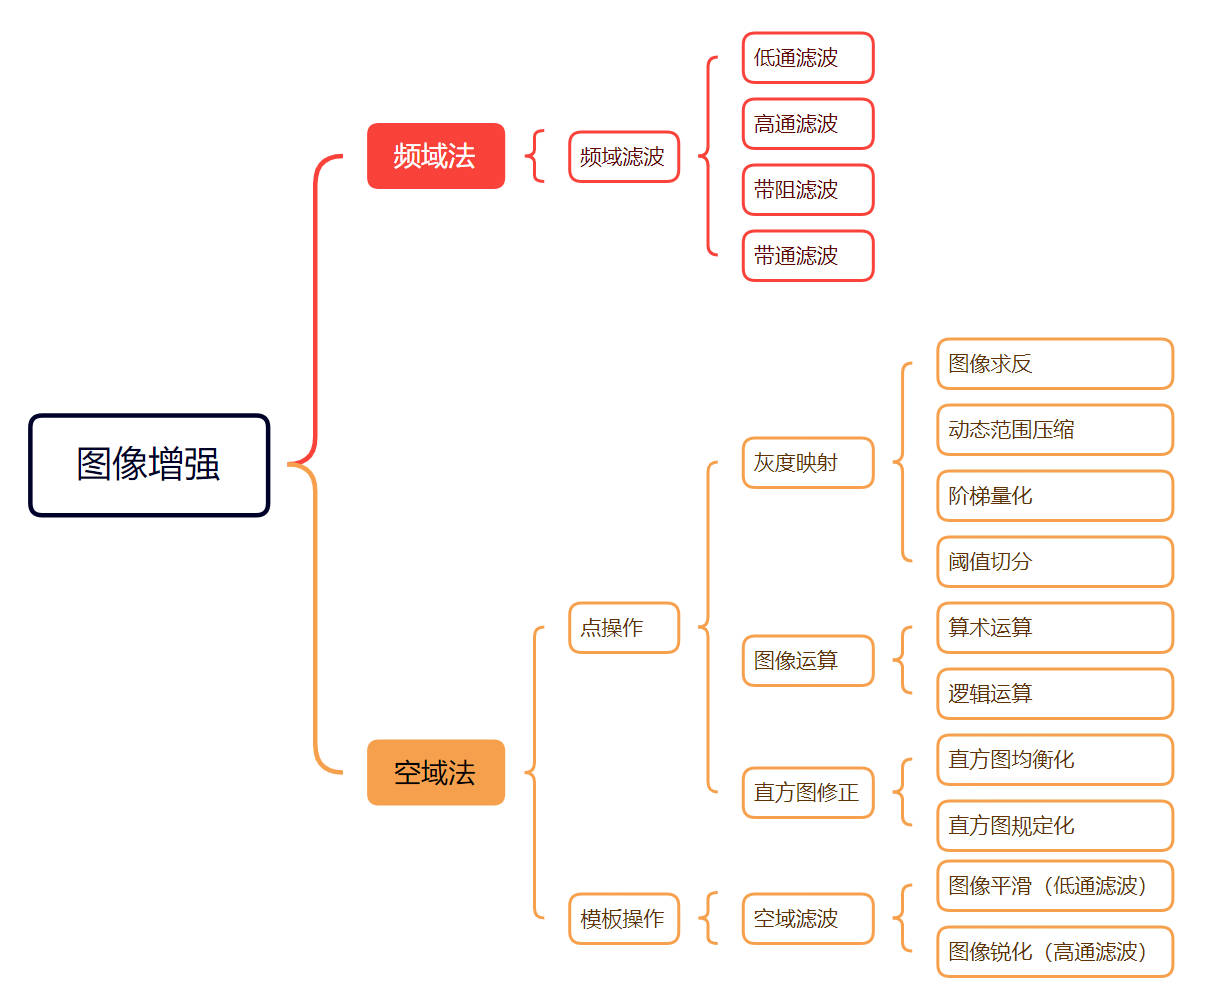 图像增强
频域法
频域滤波
低通滤波
高通滤波
带阻滤波
带通滤波
空域法
点操作
灰度映射
图像求反
动态范围压缩
阶梯量化
阈值切分
图像运算
算术运算
逻辑运算
直方图修正
直方图均衡化
直方图规定化
模板操作
空域滤波
图像平滑（低通滤波）
图像锐化（高通滤波）